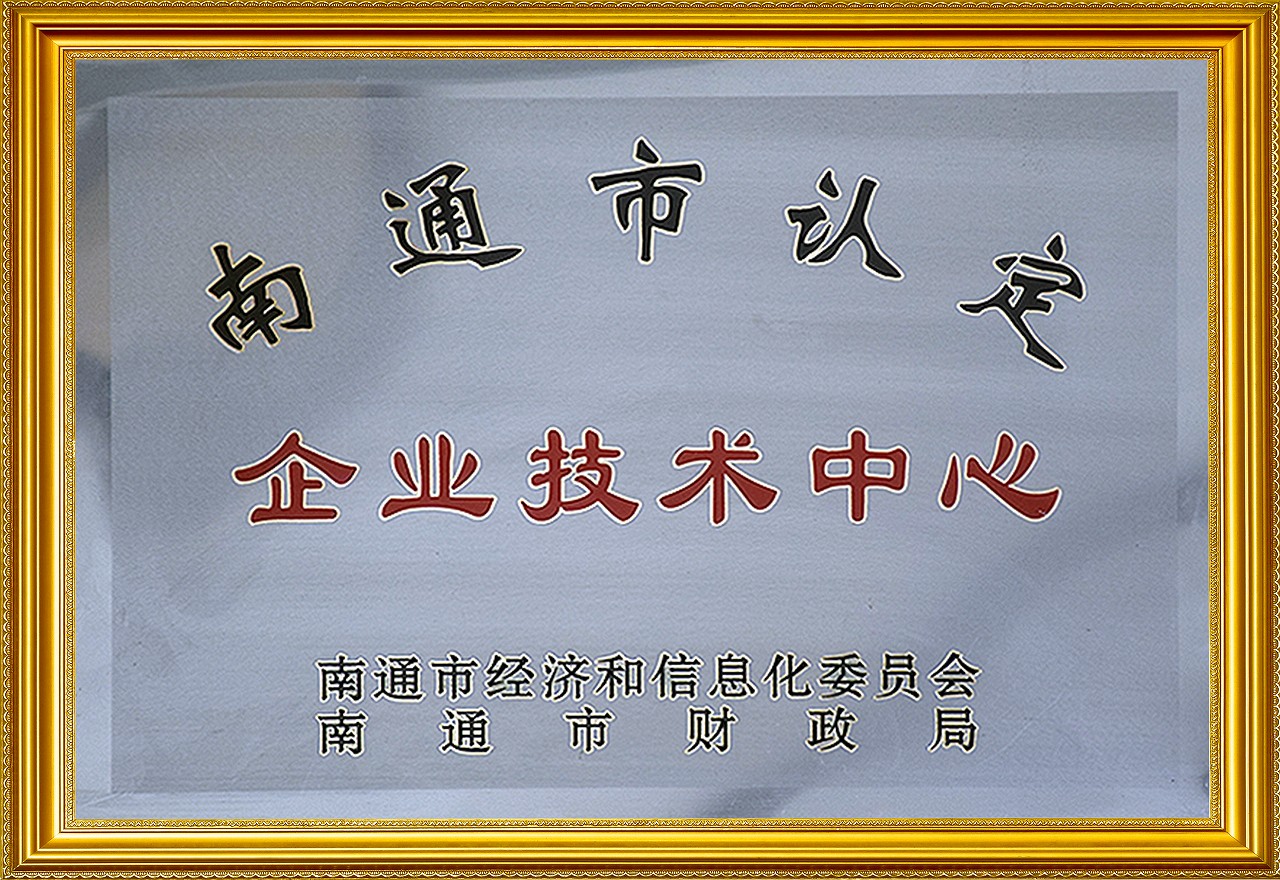 南通市认定
企业技术中心
南通市经济和信息化委员会
南通市财政局